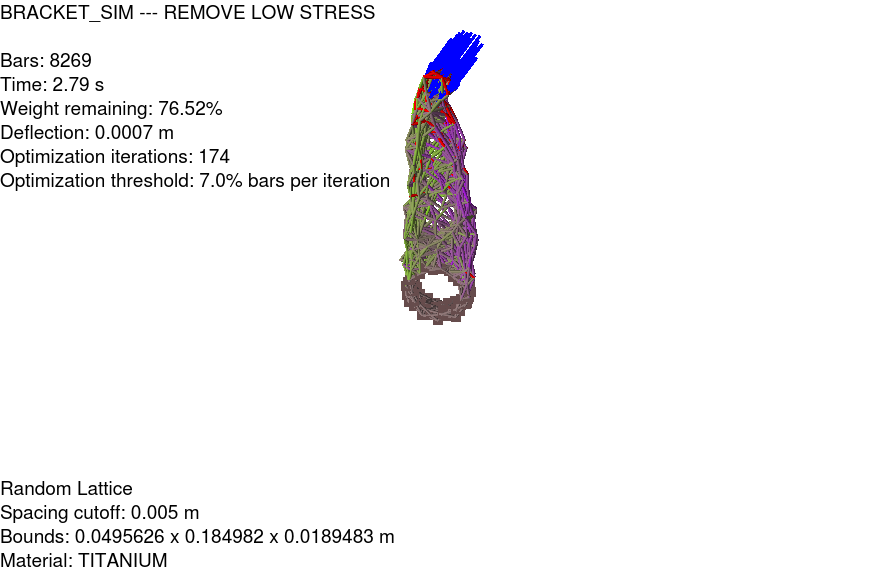 BRACKET_SIM --- REMOVE LOW STRESS
Bars: 8269
Time: 2.79 s
Weight remaining: 76.52%
Deflection: 0.0007 m
Optimization iterations: 174
Optimization threshold: 7.0% bars per iteration
Random Lattice
Spacing cutoff: 0.005 m
Bounds: 0.0495626 x 0.184982 x 0.0189483 m
Material: TITANIUM